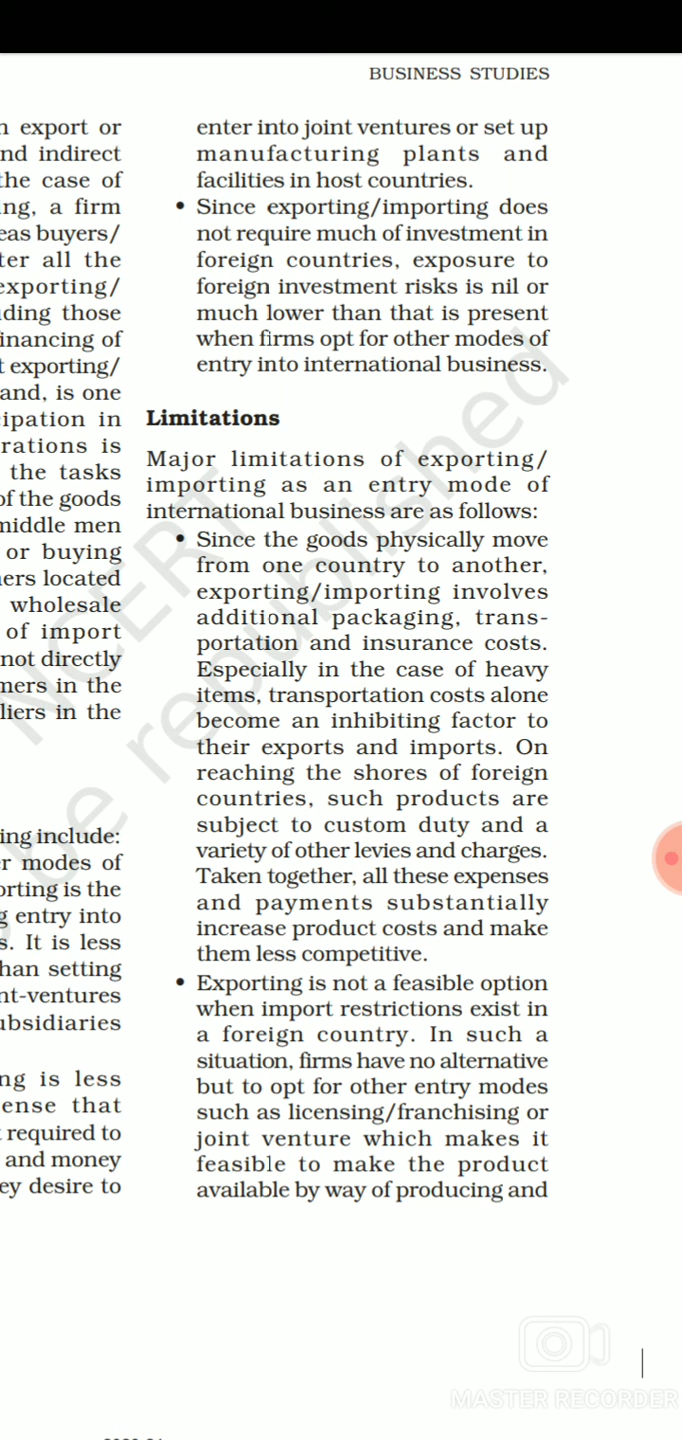 BUSINESS STUDIES
export or
nd indirect
the case of
ing, a firm
eas buyers/
ter all the
exporting/
ding those
inancing of
t exporting/
and, is one
cipation in
rations is
the tasks
of the goods
middle men
or buying
ers located
wholesale
of import
not directly
mers in the
liers in the
ing include:
er modes of
orting is the
g entry into
s. It is less
han setting
nt-ventures
ubsidiaries
ng is less
ense that
required to
and money
ey desire to
enter into joint ventures or set up
manufacturing plants and
facilities in host countries.
• Since exporting/importing does
not require much of investment in
foreign countries, exposure to
foreign investment risks is nil or
much lower than that is present
when firms opt for other modes of
entry into international business.
Limitations
Major limitations of exporting/
importing as an entry mode of
international business are as follows:
• Since the goods physically move
from one country to another,
exporting/importing involves
additional packaging, trans-
portation and insurance costs.
Especially in the case of heavy
items, transportation costs alone
become an inhibiting factor to
their exports and imports. On
reaching the shores of foreign
countries, such products are
subject to custom duty and a
variety of other levies and charges.
Taken together, all these expenses
and payments substantially
increase product costs and make
them less competitive.
• Exporting is not a feasible option
when import restrictions exist in
a foreign country. In such a
situation, firms have no alternative
but to opt for other entry modes
such as licensing/franchising or
joint venture which makes it
feasible to make the product
available by way of producing and
NCERT
be republished
MASTER RECORDER